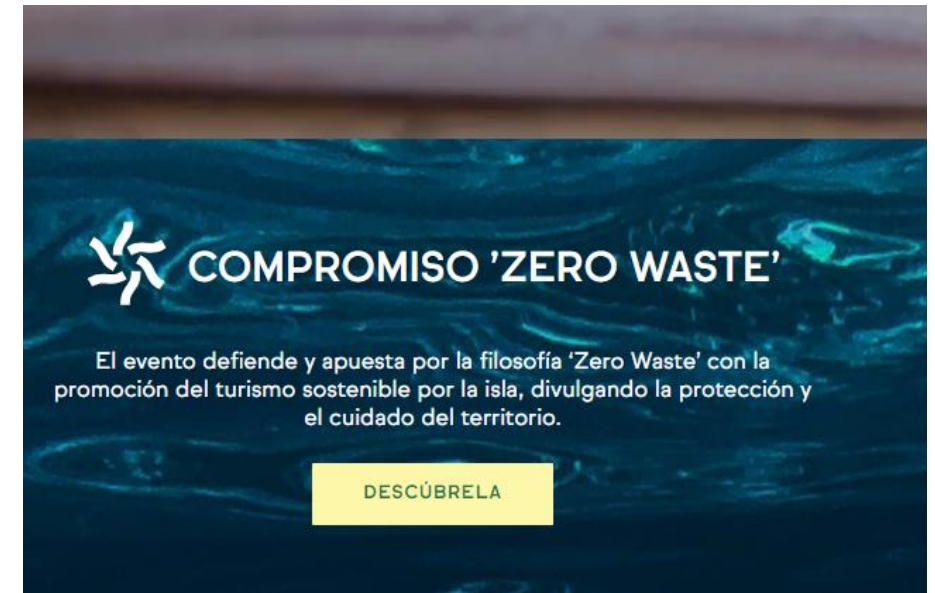 COMPROMISO 'ZERO WASTE'
El evento defiende y apuesta por la filosofía ‘Zero Waste’ con la
promoción del turismo sostenible por la isla, divulgando la protección y
el cuidado del territorio.
DESCÚBRELA